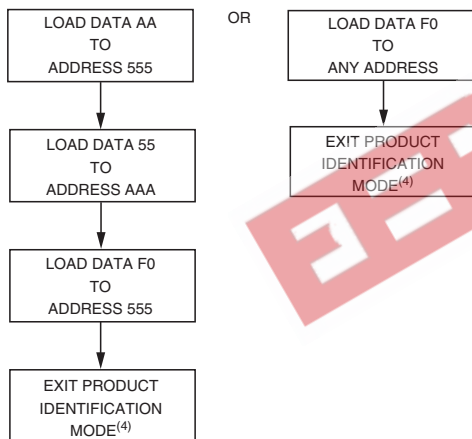 LOAD DATA AA
TO
ADDRESS 555
LOAD DATA 55
TO
ADDRESS AAA
LOAD DATA F0
TO
ADDRESS 555
EXIT PRODUCT
IDENTIFICATION
MODE(4)
OR
LOAD DATA F0
TO
ANY ADDRESS
EXIT PRODUCT
IDENTIFICATION
MODE(4)